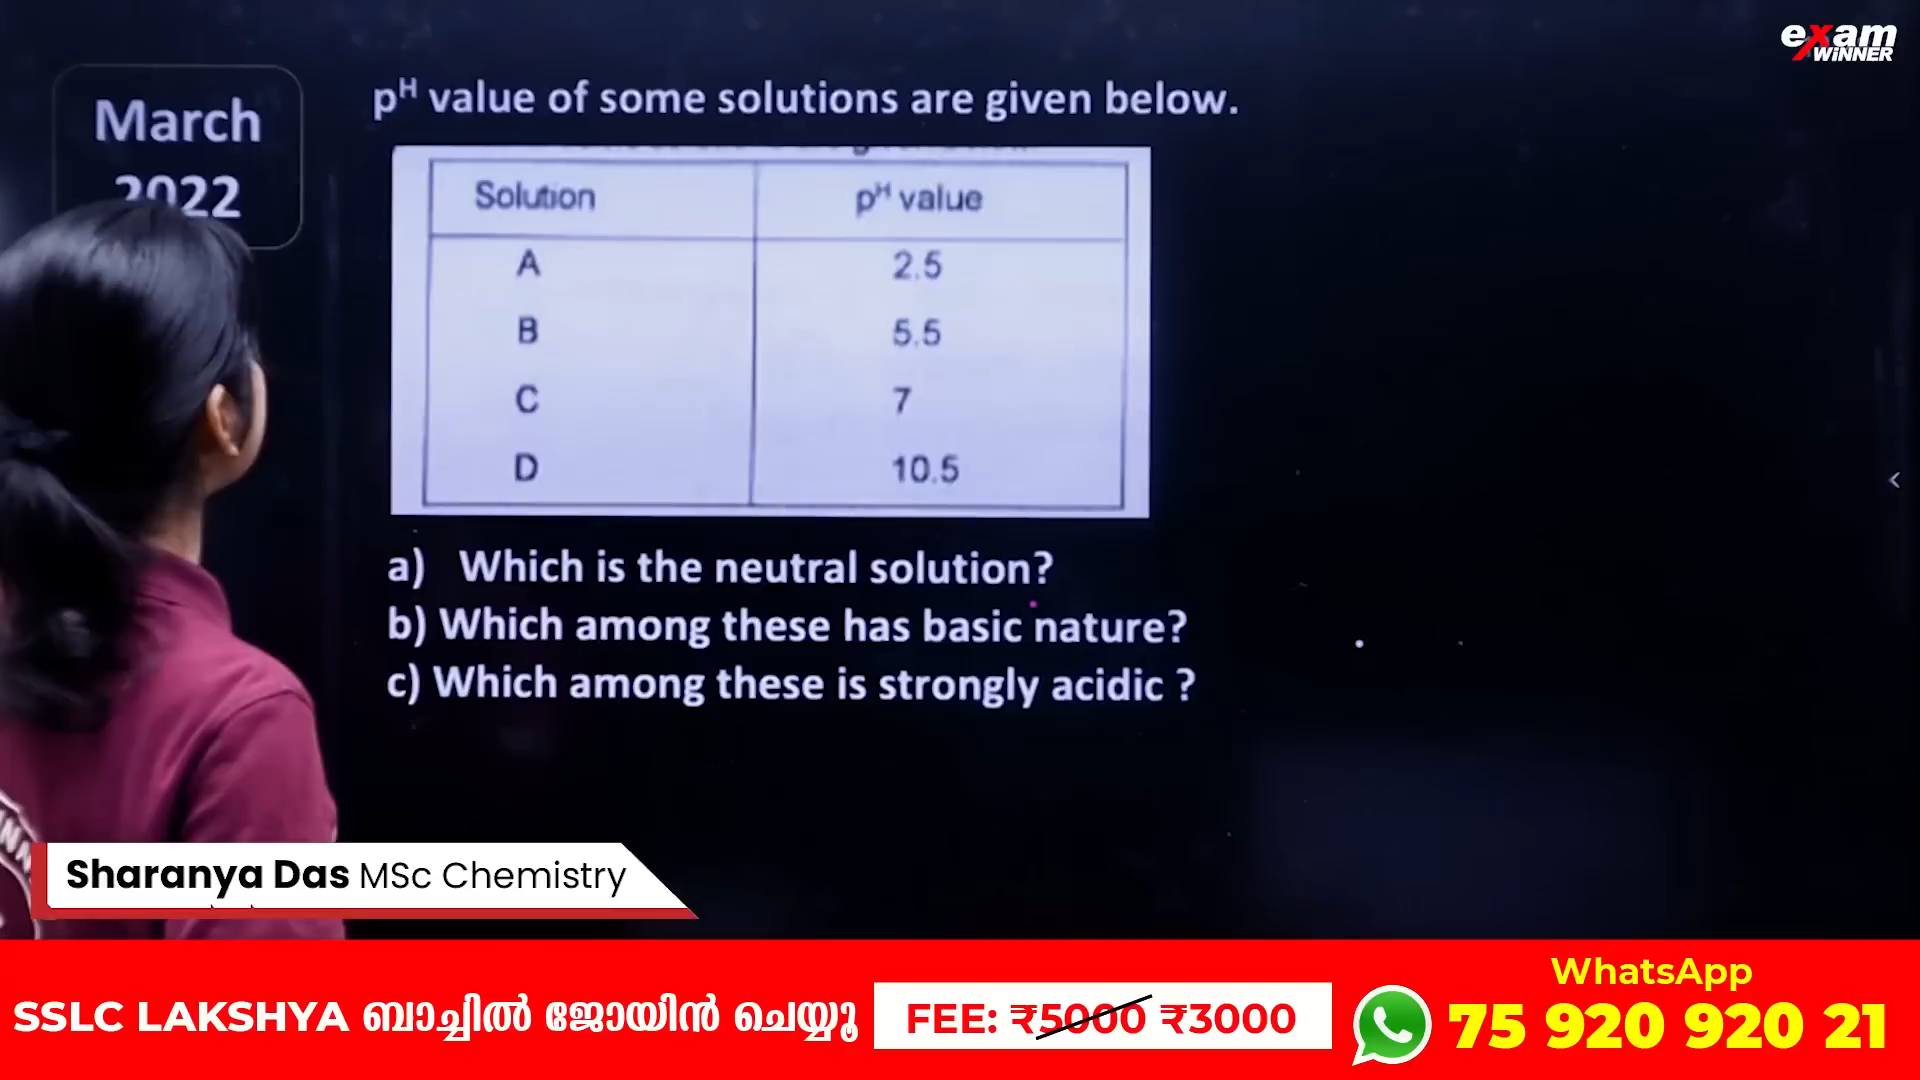 exam
WINNER
March
2022
pH value of some solutions are given below.
Solution pH value
A 2.5
B 5.5
C 7
D 10.5
a) Which is the neutral solution?
b) Which among these has basic nature?
c) Which among these is strongly acidic ?
Sharanya Das MSc Chemistry
SSLC LAKSHYA ബാച്ചിൽ ജോയിൻ ചെയ്യൂ
FEE: ₹5000 ₹3000
WhatsApp
75 920 920 21